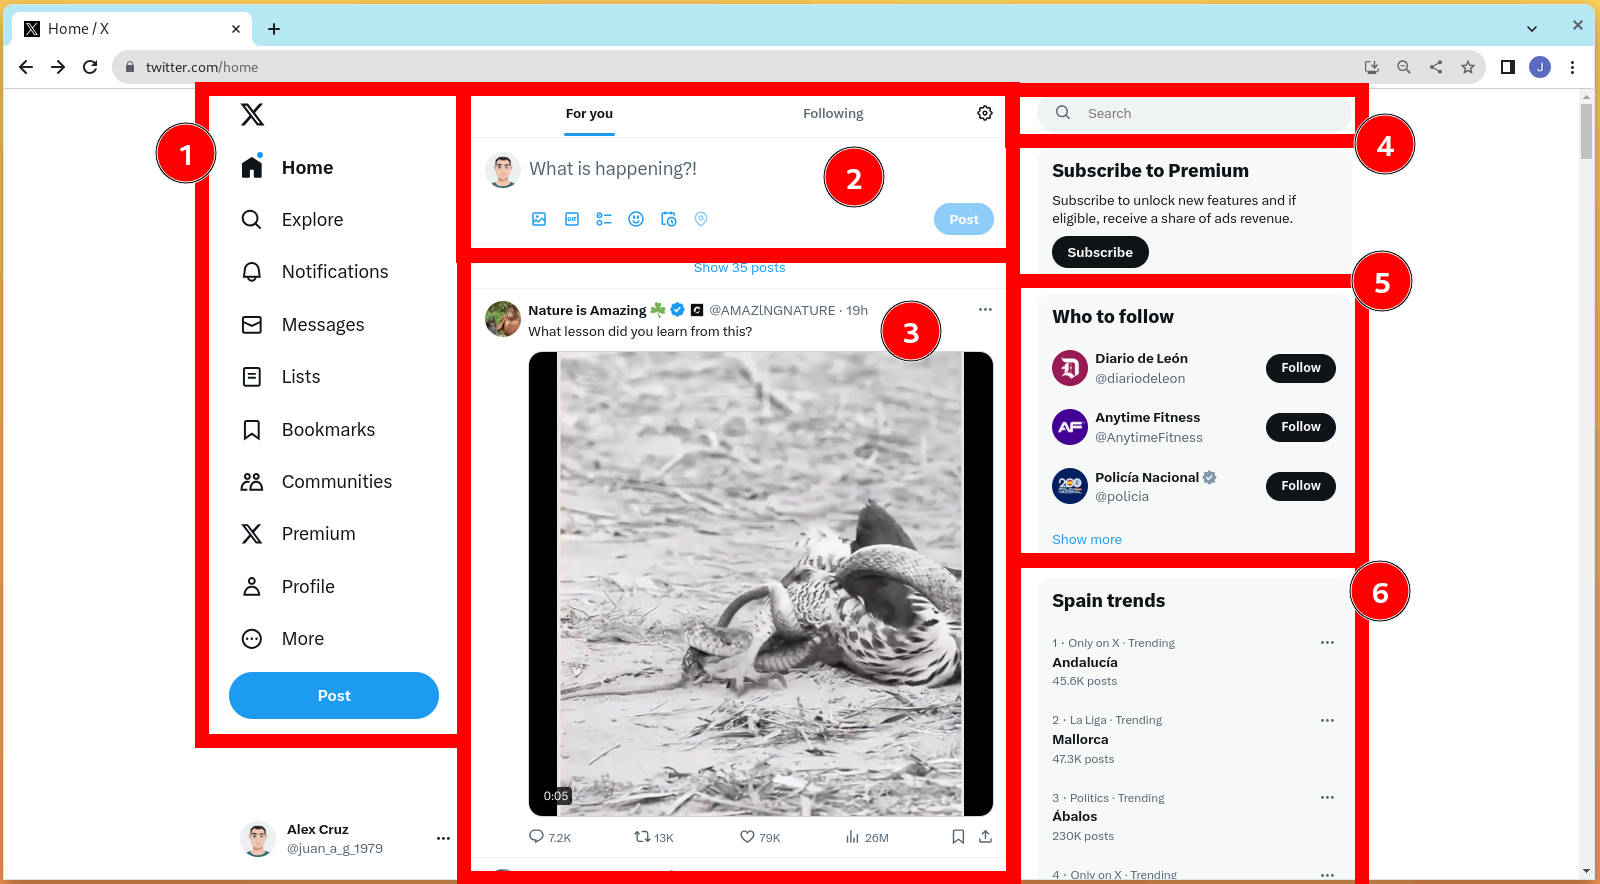 Home / X
twitter.com/home
J
1
Home
Explore
Notifications
Messages
Lists
Bookmarks
Communities
Premium
Profile
More
Post
Alex Cruz
@juan_a_g_1979
For you
Following
What is happening?!
2
GIF
Post
Show 35 posts
Nature is Amazing @AMAZlNGNATURE · 19h
What lesson did you learn from this?
3
0:05
7.2K 13K 79K 26M
Search
4
Subscribe to Premium
Subscribe to unlock new features and if
eligible, receive a share of ads revenue.
Subscribe
5
Who to follow
Diario de León
@diariodeleon
Follow
AF
Anytime Fitness
@AnytimeFitness
Follow
Policía Nacional
@policia
Follow
Show more
6
Spain trends
1 · Only on X · Trending
Andalucía
45.6K posts
2 · La Liga · Trending
Mallorca
47.3K posts
3 · Politics · Trending
Ábalos
230K posts
4 · Only on X · Trending